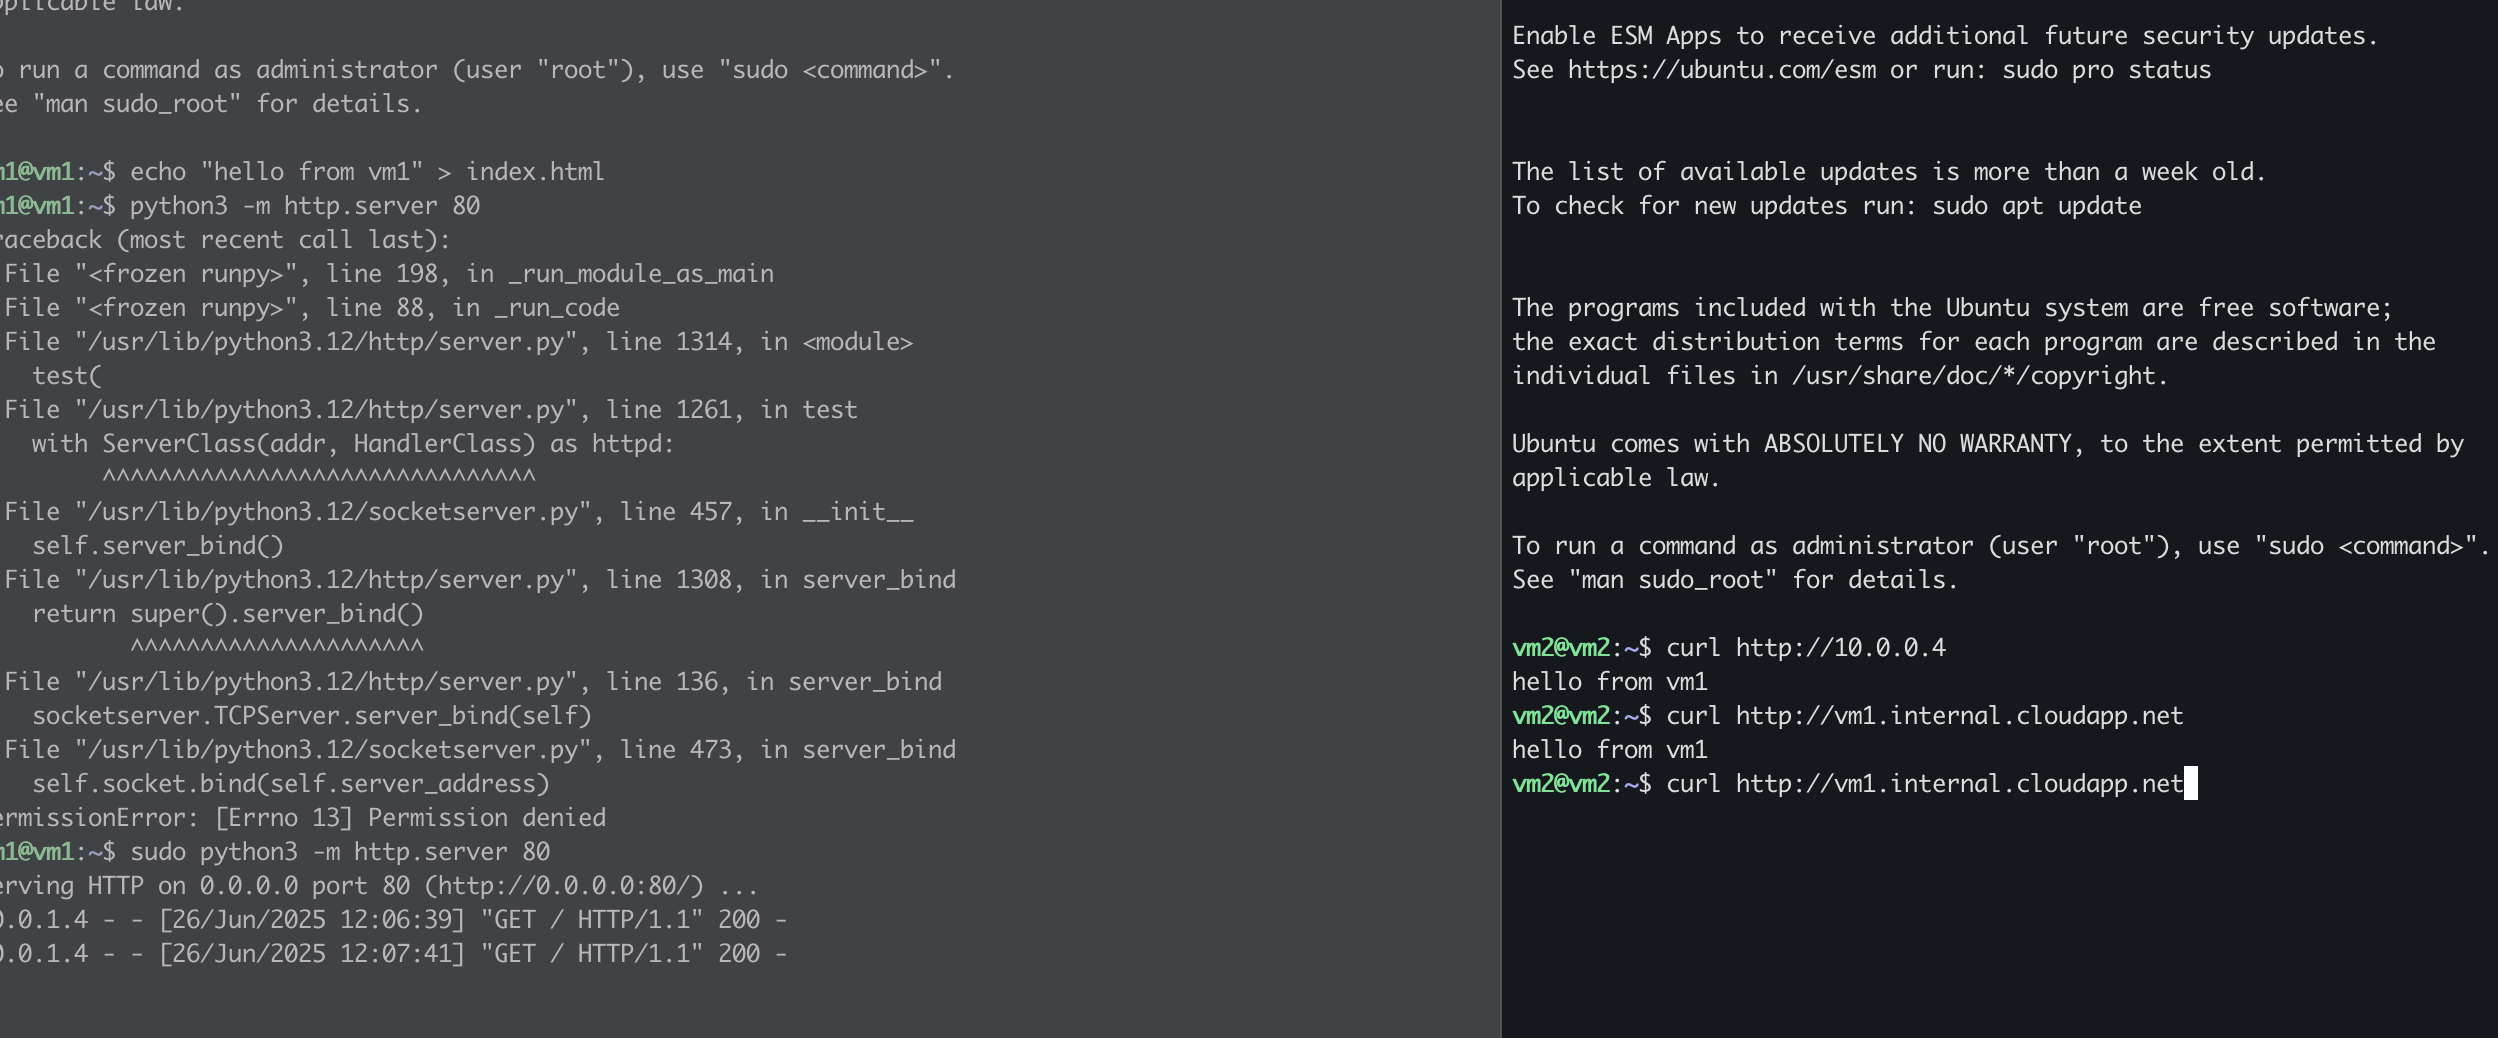 plicable law.
o run a command as administrator (user "root"), use "sudo <command>".
ee "man sudo_root" for details.
m1@vm1:~$ echo "hello from vm1" > index.html
m1@vm1:~$ python3 -m http.server 80
raceback (most recent call last):
File "<frozen runpy>", line 198, in _run_module_as_main
File "<frozen runpy>", line 88, in _run_code
File "/usr/lib/python3.12/http/server.py", line 1314, in <module>
test(
File "/usr/lib/python3.12/http/server.py", line 1261, in test
with ServerClass(addr, HandlerClass) as httpd:
^^^^^^^^^^^^^^^^^^^^^^^^^^^^^^^
File "/usr/lib/python3.12/socketserver.py", line 457, in __init__
self.server_bind()
File "/usr/lib/python3.12/http/server.py", line 1308, in server_bind
return super().server_bind()
^^^^^^^^^^^^^^^^^^^^^
File "/usr/lib/python3.12/http/server.py", line 136, in server_bind
socketserver.TCPServer.server_bind(self)
File "/usr/lib/python3.12/socketserver.py", line 473, in server_bind
self.socket.bind(self.server_address)
ermissionError: [Errno 13] Permission denied
m1@vm1:~$ sudo python3 -m http.server 80
erving HTTP on 0.0.0.0 port 80 (http://0.0.0.0:80/) ...
0.0.1.4 - - [26/Jun/2025 12:06:39] "GET / HTTP/1.1" 200 -
0.0.1.4 - - [26/Jun/2025 12:07:41] "GET / HTTP/1.1" 200 -
Enable ESM Apps to receive additional future security updates.
See https://ubuntu.com/esm or run: sudo pro status
The list of available updates is more than a week old.
To check for new updates run: sudo apt update
The programs included with the Ubuntu system are free software;
the exact distribution terms for each program are described in the
individual files in /usr/share/doc/*/copyright.
Ubuntu comes with ABSOLUTELY NO WARRANTY, to the extent permitted by
applicable law.
To run a command as administrator (user "root"), use "sudo <command>".
See "man sudo_root" for details.
vm2@vm2:~$ curl http://10.0.0.4
hello from vm1
vm2@vm2:~$ curl http://vm1.internal.cloudapp.net
hello from vm1
vm2@vm2:~$ curl http://vm1.internal.cloudapp.net